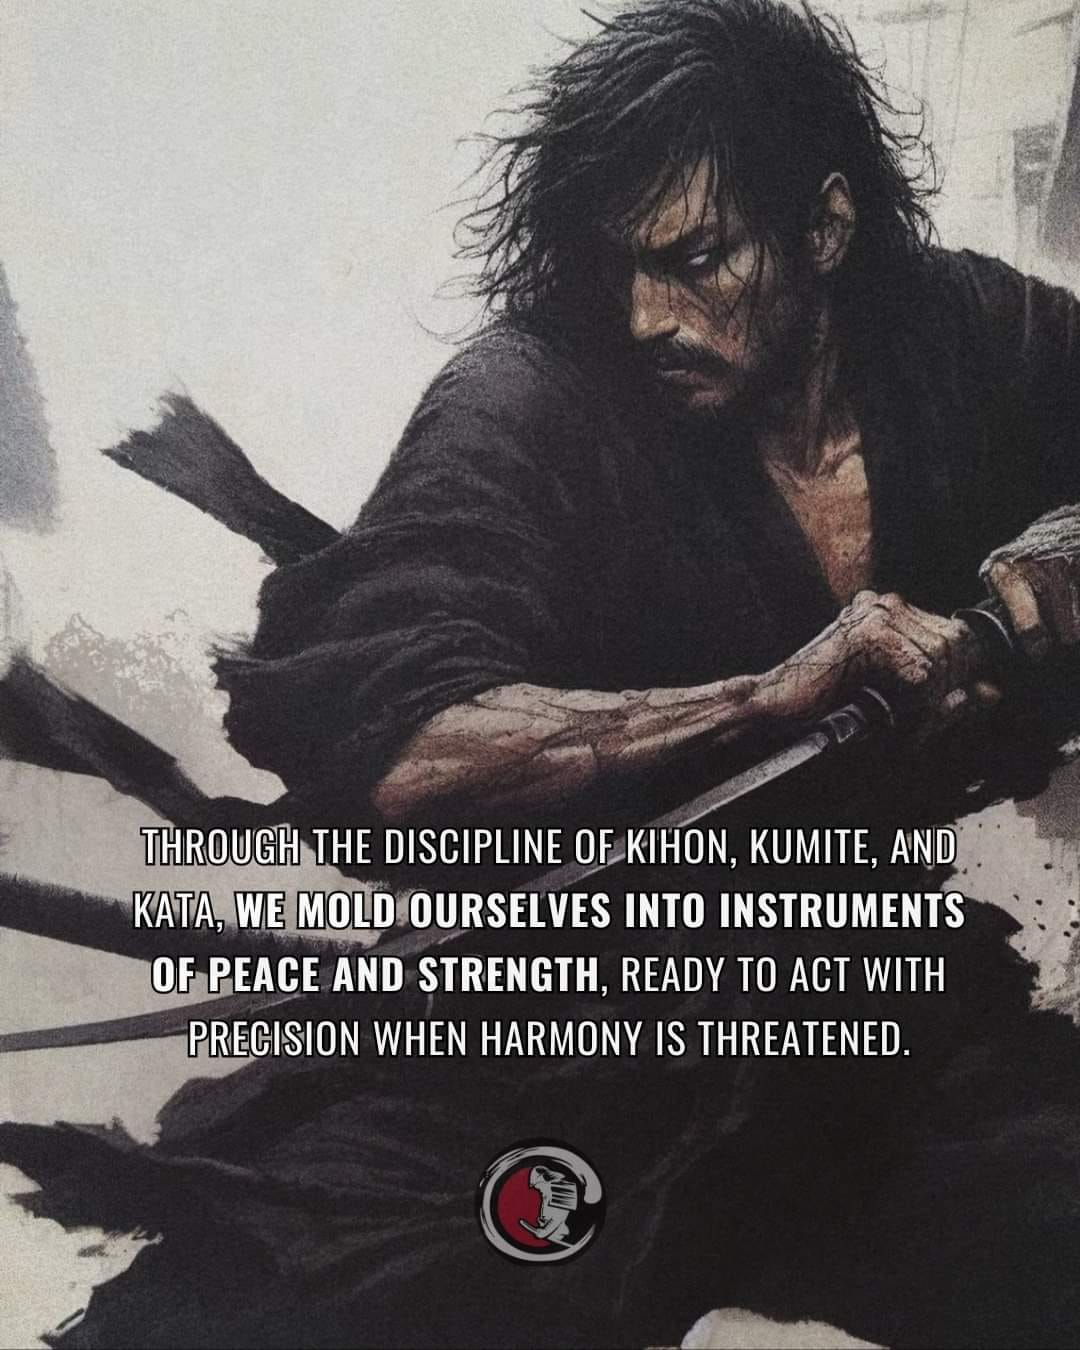 THROUGH THE DISCIPLINE OF KIHON, KUMITE, AND
KATA, WE MOLD OURSELVES INTO INSTRUMENTS
OF PEACE AND STRENGTH, READY TO ACT WITH
PRECISION WHEN HARMONY IS THREATENED.